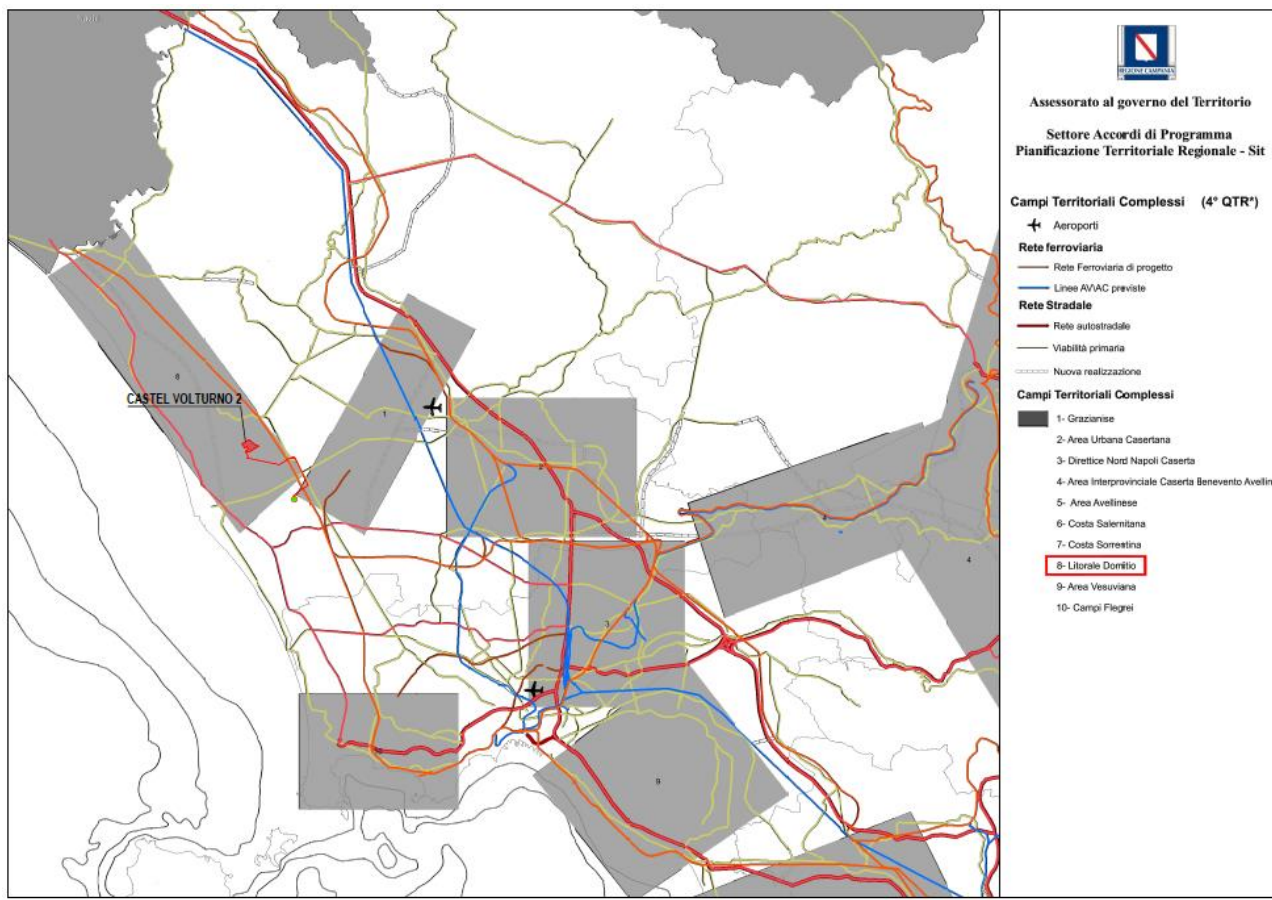 REGIONE CAMPANIA
Assessorato al governo del Territorio
Settore Accordi di Programma
Pianificazione Territoriale Regionale - Sit
Campi Territoriali Complessi (4° QTR*)
Aeroporti
Rete ferroviaria
Rete Ferroviaria di progetto
Linee AV\AC previste
Rete Stradale
Rete autostradale
Viabilità primaria
Nuova realizzazione
Campi Territoriali Complessi
1- Grazianise
2- Area Urbana Casertana
3- Direttice Nord Napoli Caserta
4- Area Interprovinciale Caserta Benevento Avellin
5- Area Avellinese
6- Costa Salernitana
7- Costa Sorrentina
8- Litorale Domitio
9- Area Vesuviana
10- Campi Flegrei
CASTEL VOLTURNO 2
8
1
2
3
4
9
10